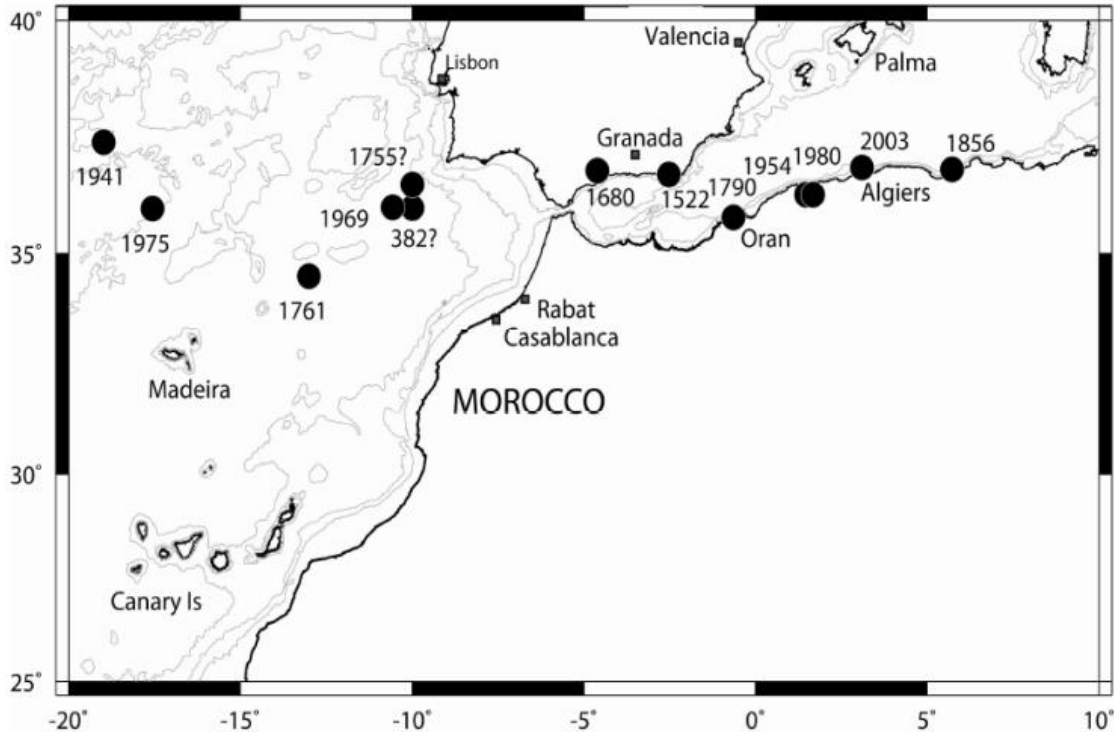 40°
Valencia
Lisbon
Palma
Granada
1755?
1954
1980
2003
1856
1941
1680
1522
1790
Algiers
1969
1975
382?
Oran
35°
1761
Rabat
Casablanca
Madeira
MOROCCO
30°
Canary Is
25°
-20°
-15°
-10°
-5°
0°
5°
10°